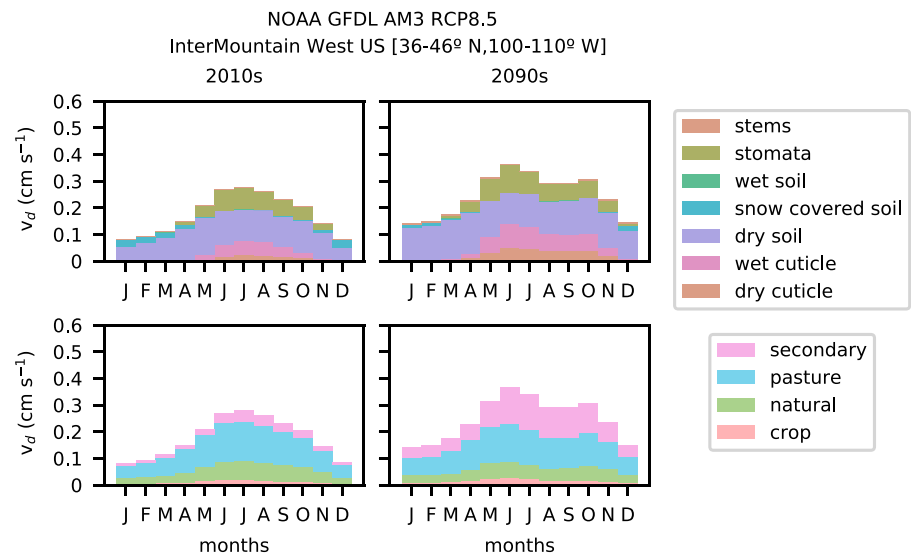 NOAA GFDL AM3 RCP8.5
InterMountain West US [36-46º N,100-110º W]
2010s
2090s
0.6
0.5
0.4
0.3
0.2
0.1
0
v_d (cm s⁻¹)
J F M A M J J A S O N D
J F M A M J J A S O N D
stems
stomata
wet soil
snow covered soil
dry soil
wet cuticle
dry cuticle
0.6
0.5
0.4
0.3
0.2
0.1
0
v_d (cm s⁻¹)
J F M A M J J A S O N D
J F M A M J J A S O N D
months
months
secondary
pasture
natural
crop